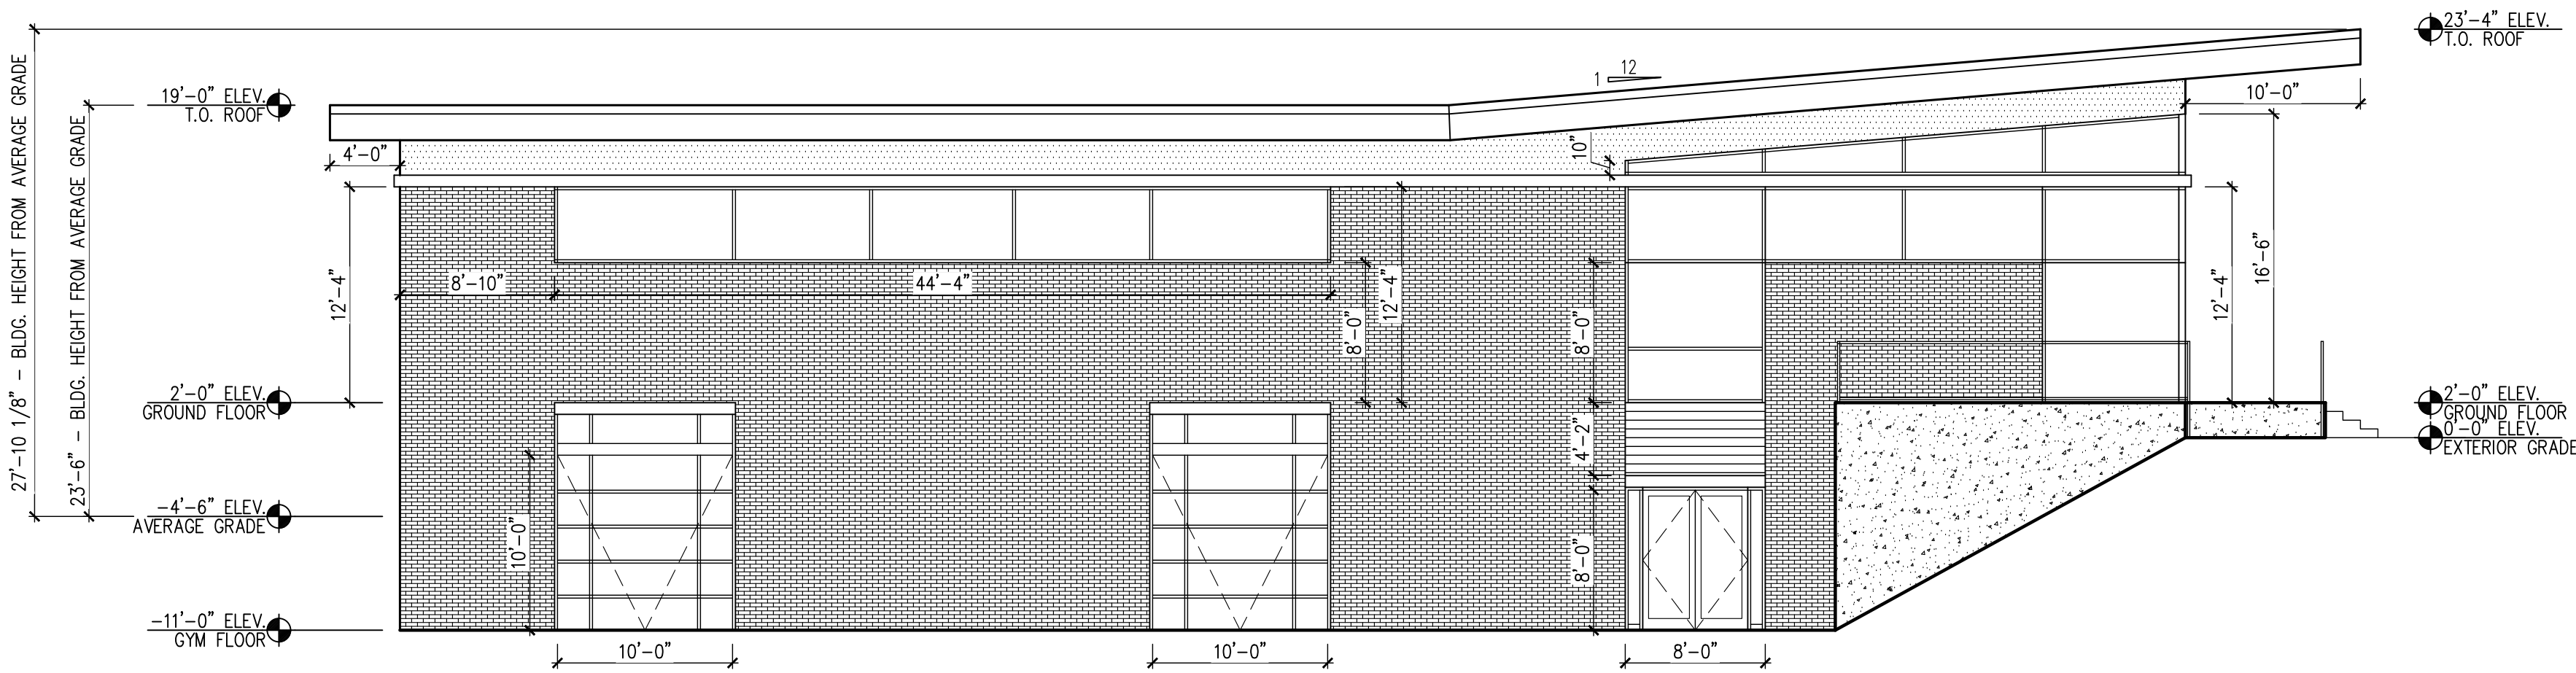 27'-10 1/8" - BLDG. HEIGHT FROM AVERAGE GRADE
23'-6" - BLDG. HEIGHT FROM AVERAGE GRADE
19'-0" ELEV.
T.O. ROOF
4'-0"
12'-4"
2'-0" ELEV.
GROUND FLOOR
-4'-6" ELEV.
AVERAGE GRADE
-11'-0" ELEV.
GYM FLOOR
8'-10"
44'-4"
10'-0"
10'-0"
10'-0"
8'-0"
12'-4"
1
12
10"
8'-0"
4'-2"
8'-0"
8'-0"
10'-0"
16'-6"
12'-4"
23'-4" ELEV.
T.O. ROOF
2'-0" ELEV.
GROUND FLOOR
0'-0" ELEV.
EXTERIOR GRADE